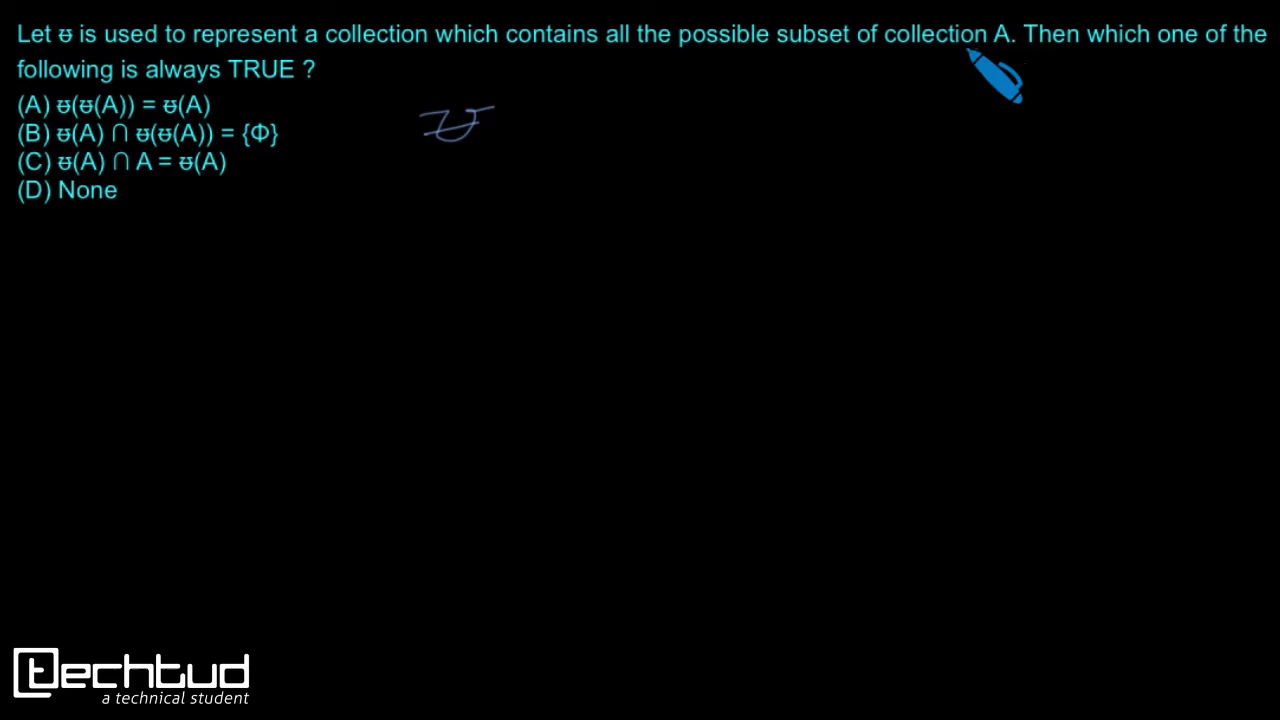 Let ʊ̶ is used to represent a collection which contains all the possible subset of collection A. Then which one of the
following is always TRUE ?
(A) ʊ̶(ʊ̶(A)) = ʊ̶(A)
(B) ʊ̶(A) ∩ ʊ̶(ʊ̶(A)) = {Φ}
(C) ʊ̶(A) ∩ A = ʊ̶(A)
(D) None
ʊ̶
techtud
a technical student